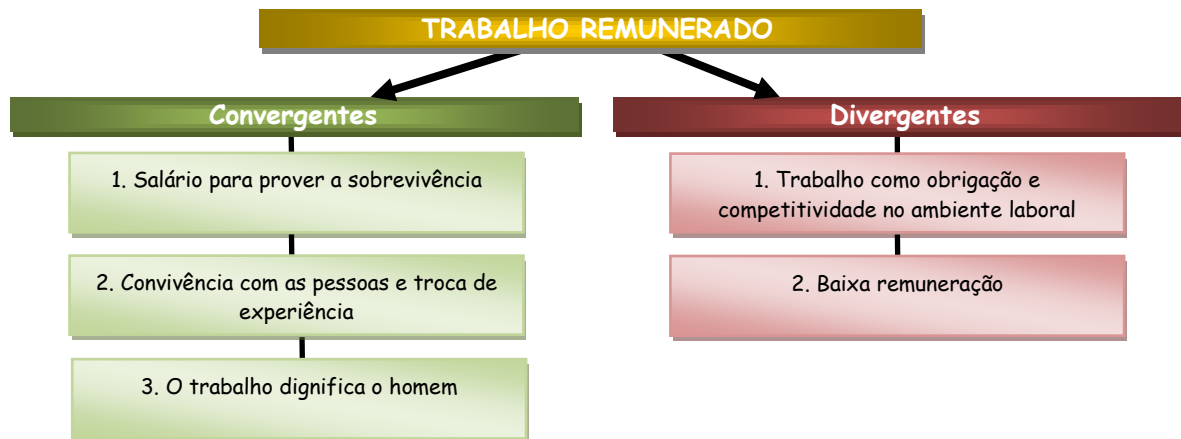 TRABALHO REMUNERADO
Convergentes
1. Salário para prover a sobrevivência
2. Convivência com as pessoas e troca de
experiência
3. O trabalho dignifica o homem
Divergentes
1. Trabalho como obrigação e
competitividade no ambiente laboral
2. Baixa remuneração